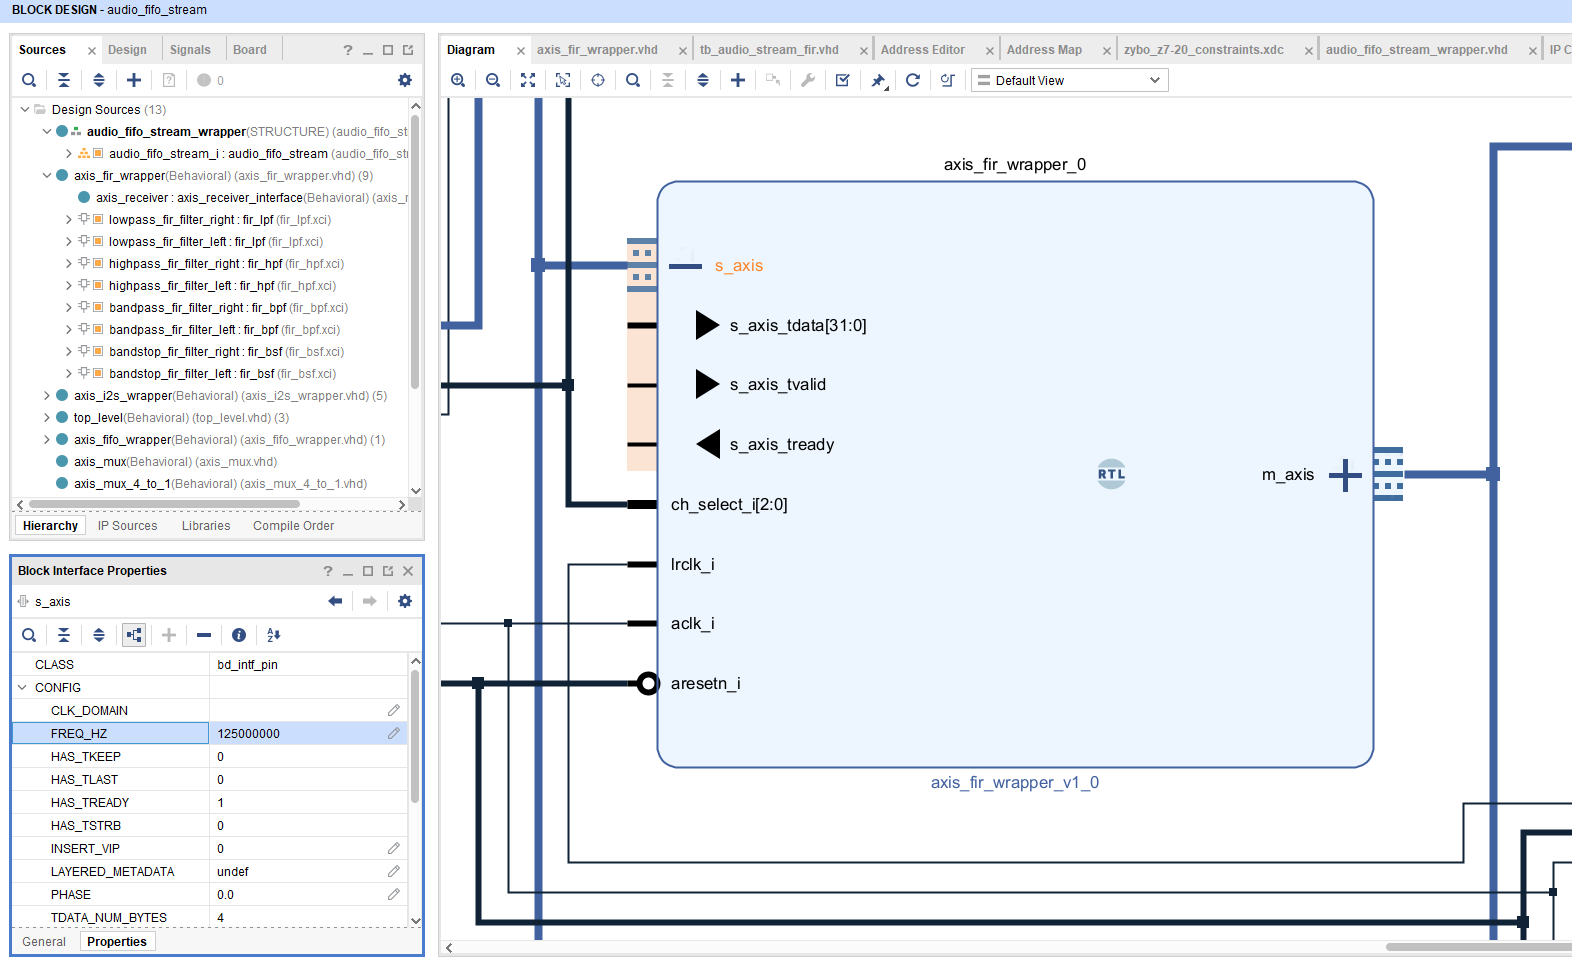 BLOCK DESIGN - audio_fifo_stream
Sources
Design
Signals
Board
?
0
Design Sources (13)
audio_fifo_stream_wrapper(STRUCTURE) (audio_fifo_st
audio_fifo_stream_i : audio_fifo_stream (audio_fifo_str
axis_fir_wrapper(Behavioral) (axis_fir_wrapper.vhd) (9)
axis_receiver : axis_receiver_interface(Behavioral) (axis_r
lowpass_fir_filter_right : fir_lpf (fir_lpf.xci)
lowpass_fir_filter_left : fir_lpf (fir_lpf.xci)
highpass_fir_filter_right : fir_hpf (fir_hpf.xci)
highpass_fir_filter_left : fir_hpf (fir_hpf.xci)
bandpass_fir_filter_right : fir_bpf (fir_bpf.xci)
bandpass_fir_filter_left : fir_bpf (fir_bpf.xci)
bandstop_fir_filter_right : fir_bsf (fir_bsf.xci)
bandstop_fir_filter_left : fir_bsf (fir_bsf.xci)
axis_i2s_wrapper(Behavioral) (axis_i2s_wrapper.vhd) (5)
top_level(Behavioral) (top_level.vhd) (3)
axis_fifo_wrapper(Behavioral) (axis_fifo_wrapper.vhd) (1)
axis_mux(Behavioral) (axis_mux.vhd)
axis_mux_4_to_1(Behavioral) (axis_mux_4_to_1.vhd)
Hierarchy
IP Sources
Libraries
Compile Order
Block Interface Properties
?
s_axis
CLASS bd_intf_pin
CONFIG
CLK_DOMAIN
FREQ_HZ 125000000
HAS_TKEEP 0
HAS_TLAST 0
HAS_TREADY 1
HAS_TSTRB 0
INSERT_VIP 0
LAYERED_METADATA undef
PHASE 0.0
TDATA_NUM_BYTES 4
General
Properties
Diagram
axis_fir_wrapper.vhd
tb_audio_stream_fir.vhd
Address Editor
Address Map
zybo_z7-20_constraints.xdc
audio_fifo_stream_wrapper.vhd
IP C
Default View
axis_fir_wrapper_0
s_axis
s_axis_tdata[31:0]
s_axis_tvalid
s_axis_tready
RTL
m_axis
ch_select_i[2:0]
lrclk_i
aclk_i
aresetn_i
axis_fir_wrapper_v1_0